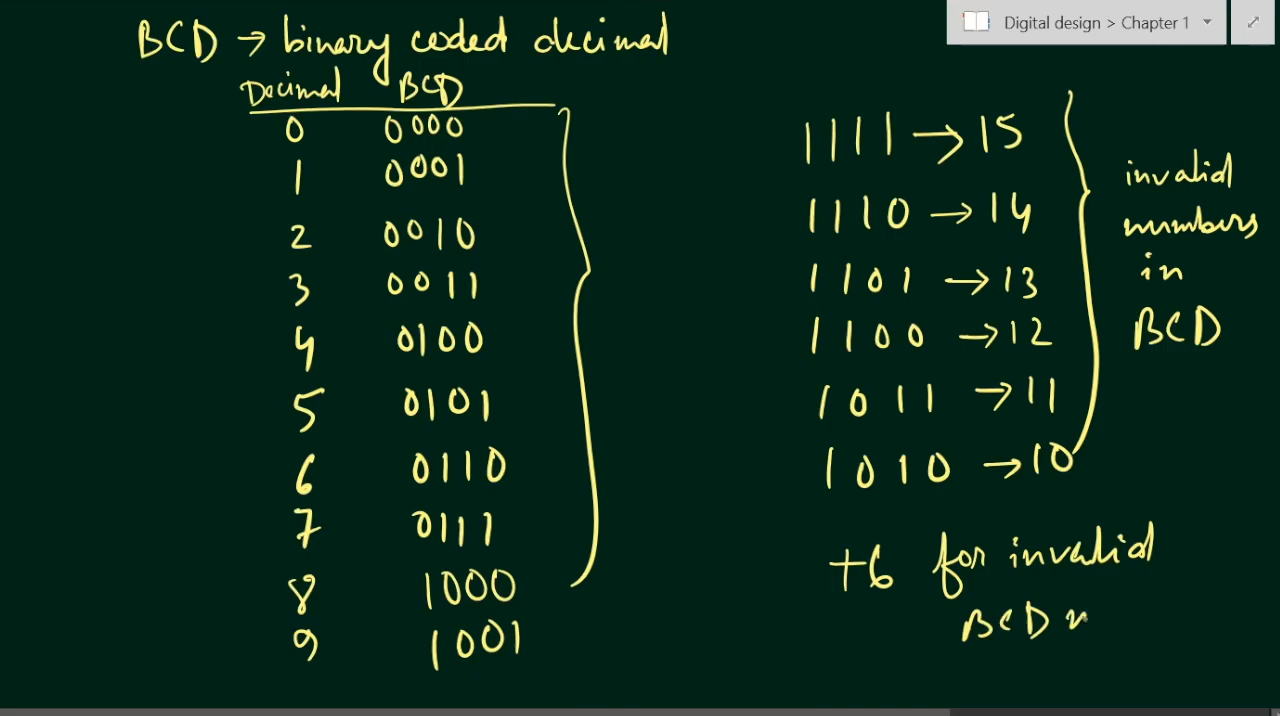 BCD → binary coded decimal
Digital design > Chapter 1
Decimal BCD
0 0000
1 0001
2 0010
3 0011
4 0100
5 0101
6 0110
7 0111
8 1000
9 1001
1111 → 15
1110 → 14
1101 → 13
1100 → 12
1011 → 11
1010 → 10
invalid
numbers
in
BCD
+6 for invalid
BCD n